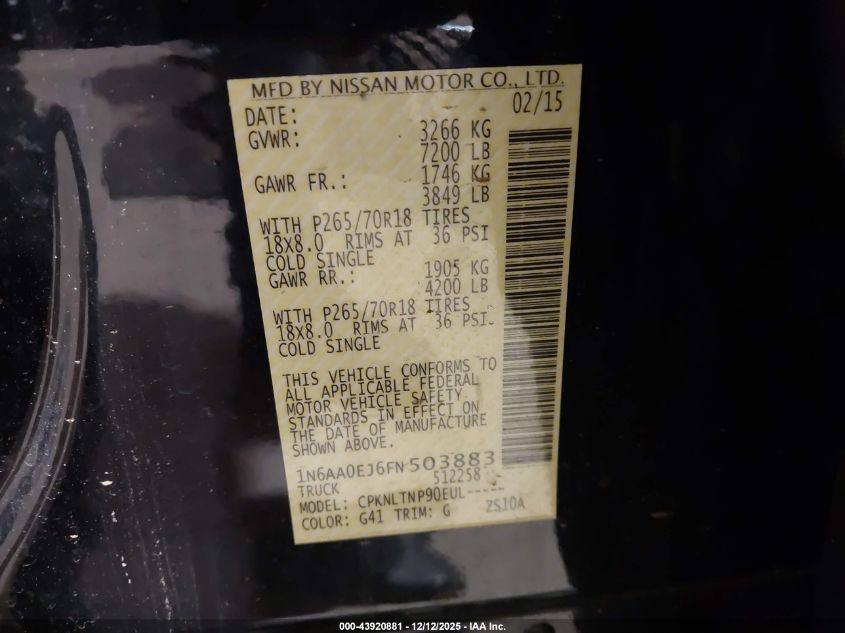 MFD BY NISSAN MOTOR CO., LTD.
DATE: 02/15
GVWR: 3266 KG
7200 LB
GAWR FR.: 1746 KG
3849 LB
WITH P265/70R18 TIRES
18X8.0 RIMS AT 36 PSI
COLD SINGLE
GAWR RR.: 1905 KG
4200 LB
WITH P265/70R18 TIRES
18X8.0 RIMS AT 36 PSI
COLD SINGLE
THIS VEHICLE CONFORMS TO
ALL APPLICABLE FEDERAL
MOTOR VEHICLE SAFETY
STANDARDS IN EFFECT ON
THE DATE OF MANUFACTURE
SHOWN ABOVE.
1N6AA0EJ6FN503883
TRUCK 512258
MODEL: CPKNLTNP90EUL-----
COLOR: G41 TRIM: G 2S10A
000-43920881 - 12/12/2025 - IAA Inc.